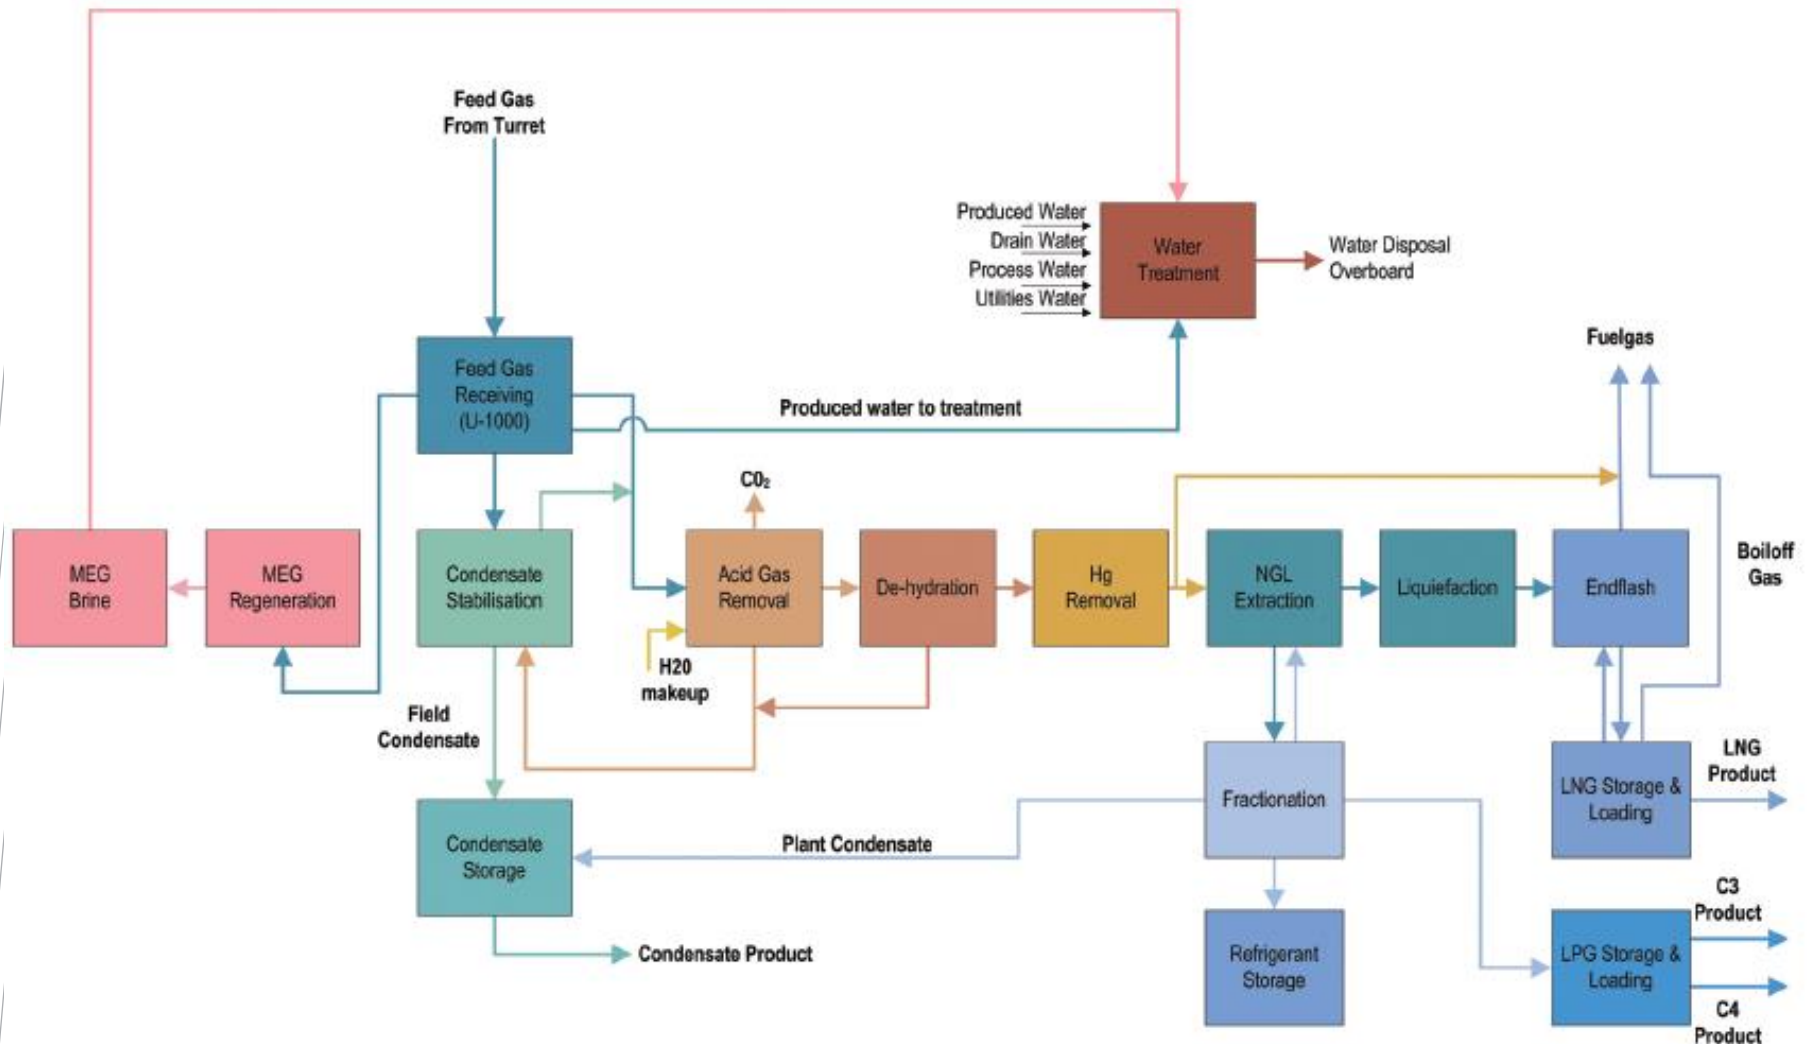 Feed Gas
From Turret
Produced Water
Drain Water
Process Water
Utilities Water
Water
Treatment
Water Disposal
Overboard
Fuelgas
Feed Gas
Receiving
(U-1000)
Produced water to treatment
C0₂
MEG
Brine
MEG
Regeneration
Condensate
Stabilisation
Acid Gas
Removal
De-hydration
Hg
Removal
NGL
Extraction
Liquiefaction
Endflash
Boiloff
Gas
H20
makeup
Field
Condensate
Fractionation
LNG Storage &
Loading
LNG
Product
Condensate
Storage
Plant Condensate
C3
Product
Condensate Product
Refrigerant
Storage
LPG Storage &
Loading
C4
Product